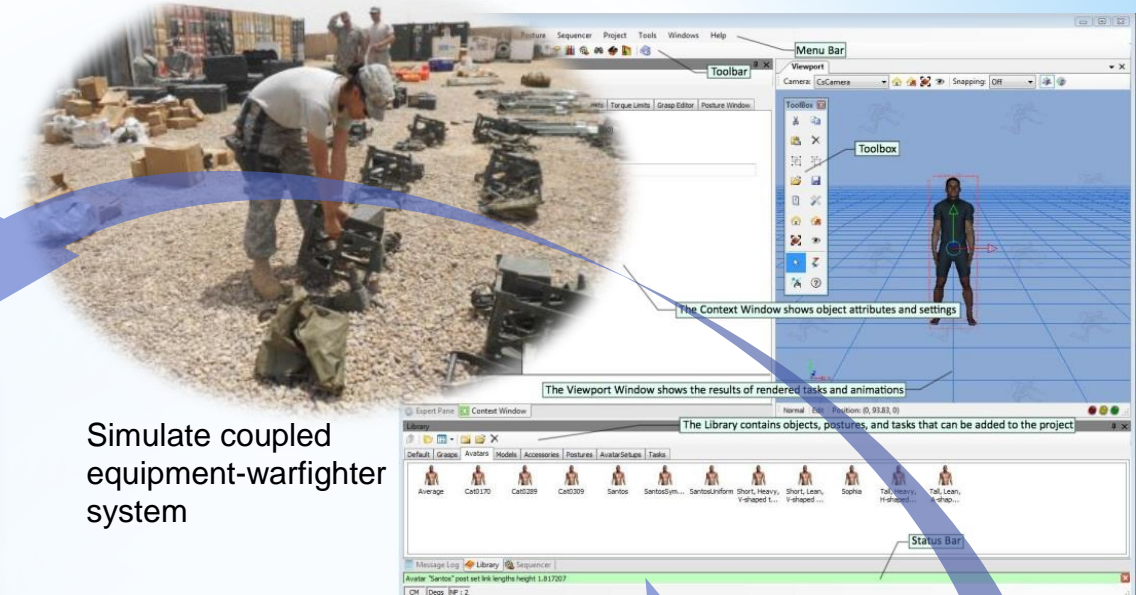 Posture Sequencer Project Tools Windows Help
Menu Bar
Toolbar
Viewport
Camera: CsCamera Snapping: Off
Torque Limits Grasp Editor Posture Window
ToolBox
Toolbox
The Context Window shows object attributes and settings
The Viewport Window shows the results of rendered tasks and animations
Expert Pane Context Window
Normal Edit Position: (0, 93.83, 0)
Library
The Library contains objects, postures, and tasks that can be added to the project
Default Grasps Avatars Models Accessories Postures AvatarSetups Tasks
Average Cat0170 Cat0289 Cat0309 Santos SantosSym... SantosUniform Short, Heavy, V-shaped t... Short, Lean, V-shaped ... Sophia Tall, Heavy, H-shaped... Tall, Lean, A-shap...
Simulate coupled
equipment-warfighter
system
Status Bar
Message Log Library Sequencer
Avatar "Santos" post set link lengths height 1.817207
CM Degs NP : 2